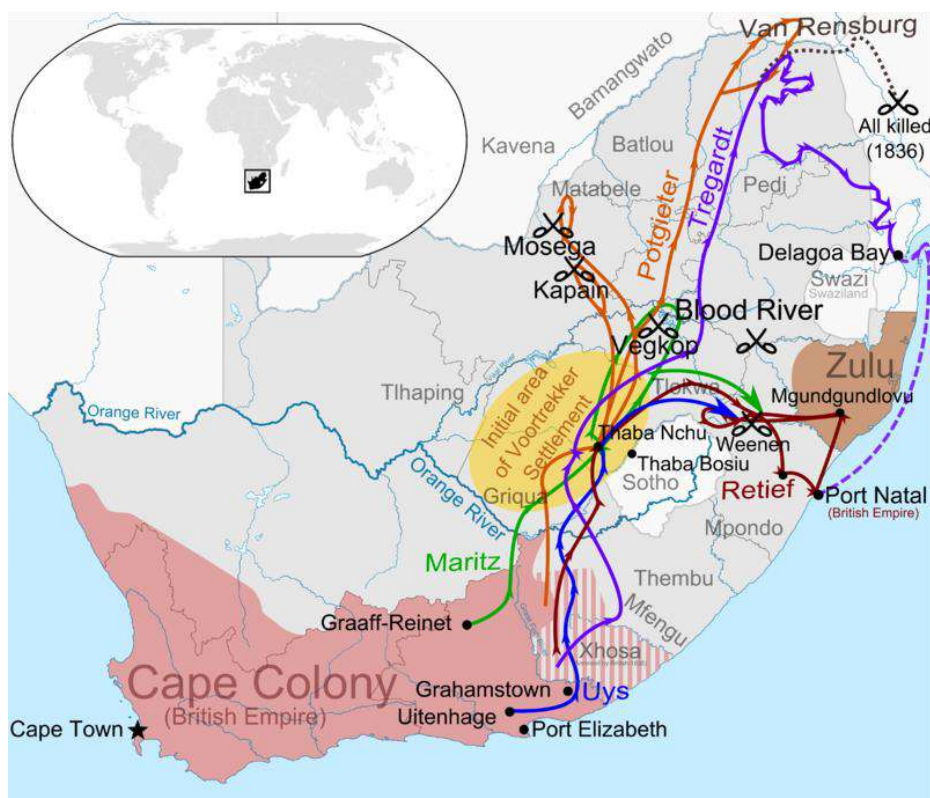 Van Rensburg
Bamangwato
All killed
(1836)
Kavena
Batlou
Matabele
Pedi
Potgieter
Tregardt
Mosega
Delagoa Bay
Kapain
Swazi
Swaziland
Blood River
Vegkop
Zulu
Tlhaping
Tlokwa
Mgundgundlovu
Orange River
Initial area
of Voortrekker
Settlement
Thaba Nchu
Weenen
Thaba Bosiu
Sotho
Orange River
Griqua
Retief
Port Natal
(British Empire)
Mpondo
Maritz
Thembu
Mfengu
Graaff-Reinet
Xhosa
Cape Colony
(British Empire)
Grahamstown
Uys
Uitenhage
Cape Town
Port Elizabeth